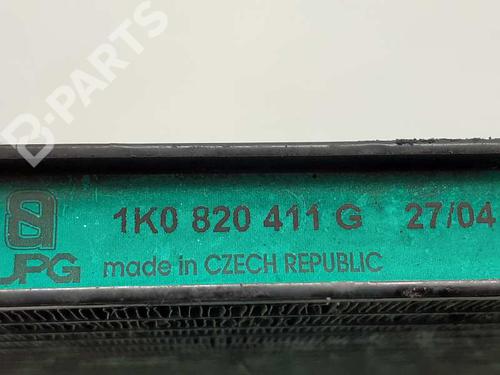 B-PARTS
1K0 820 411 G 27/04
JPG made in CZECH REPUBLIC